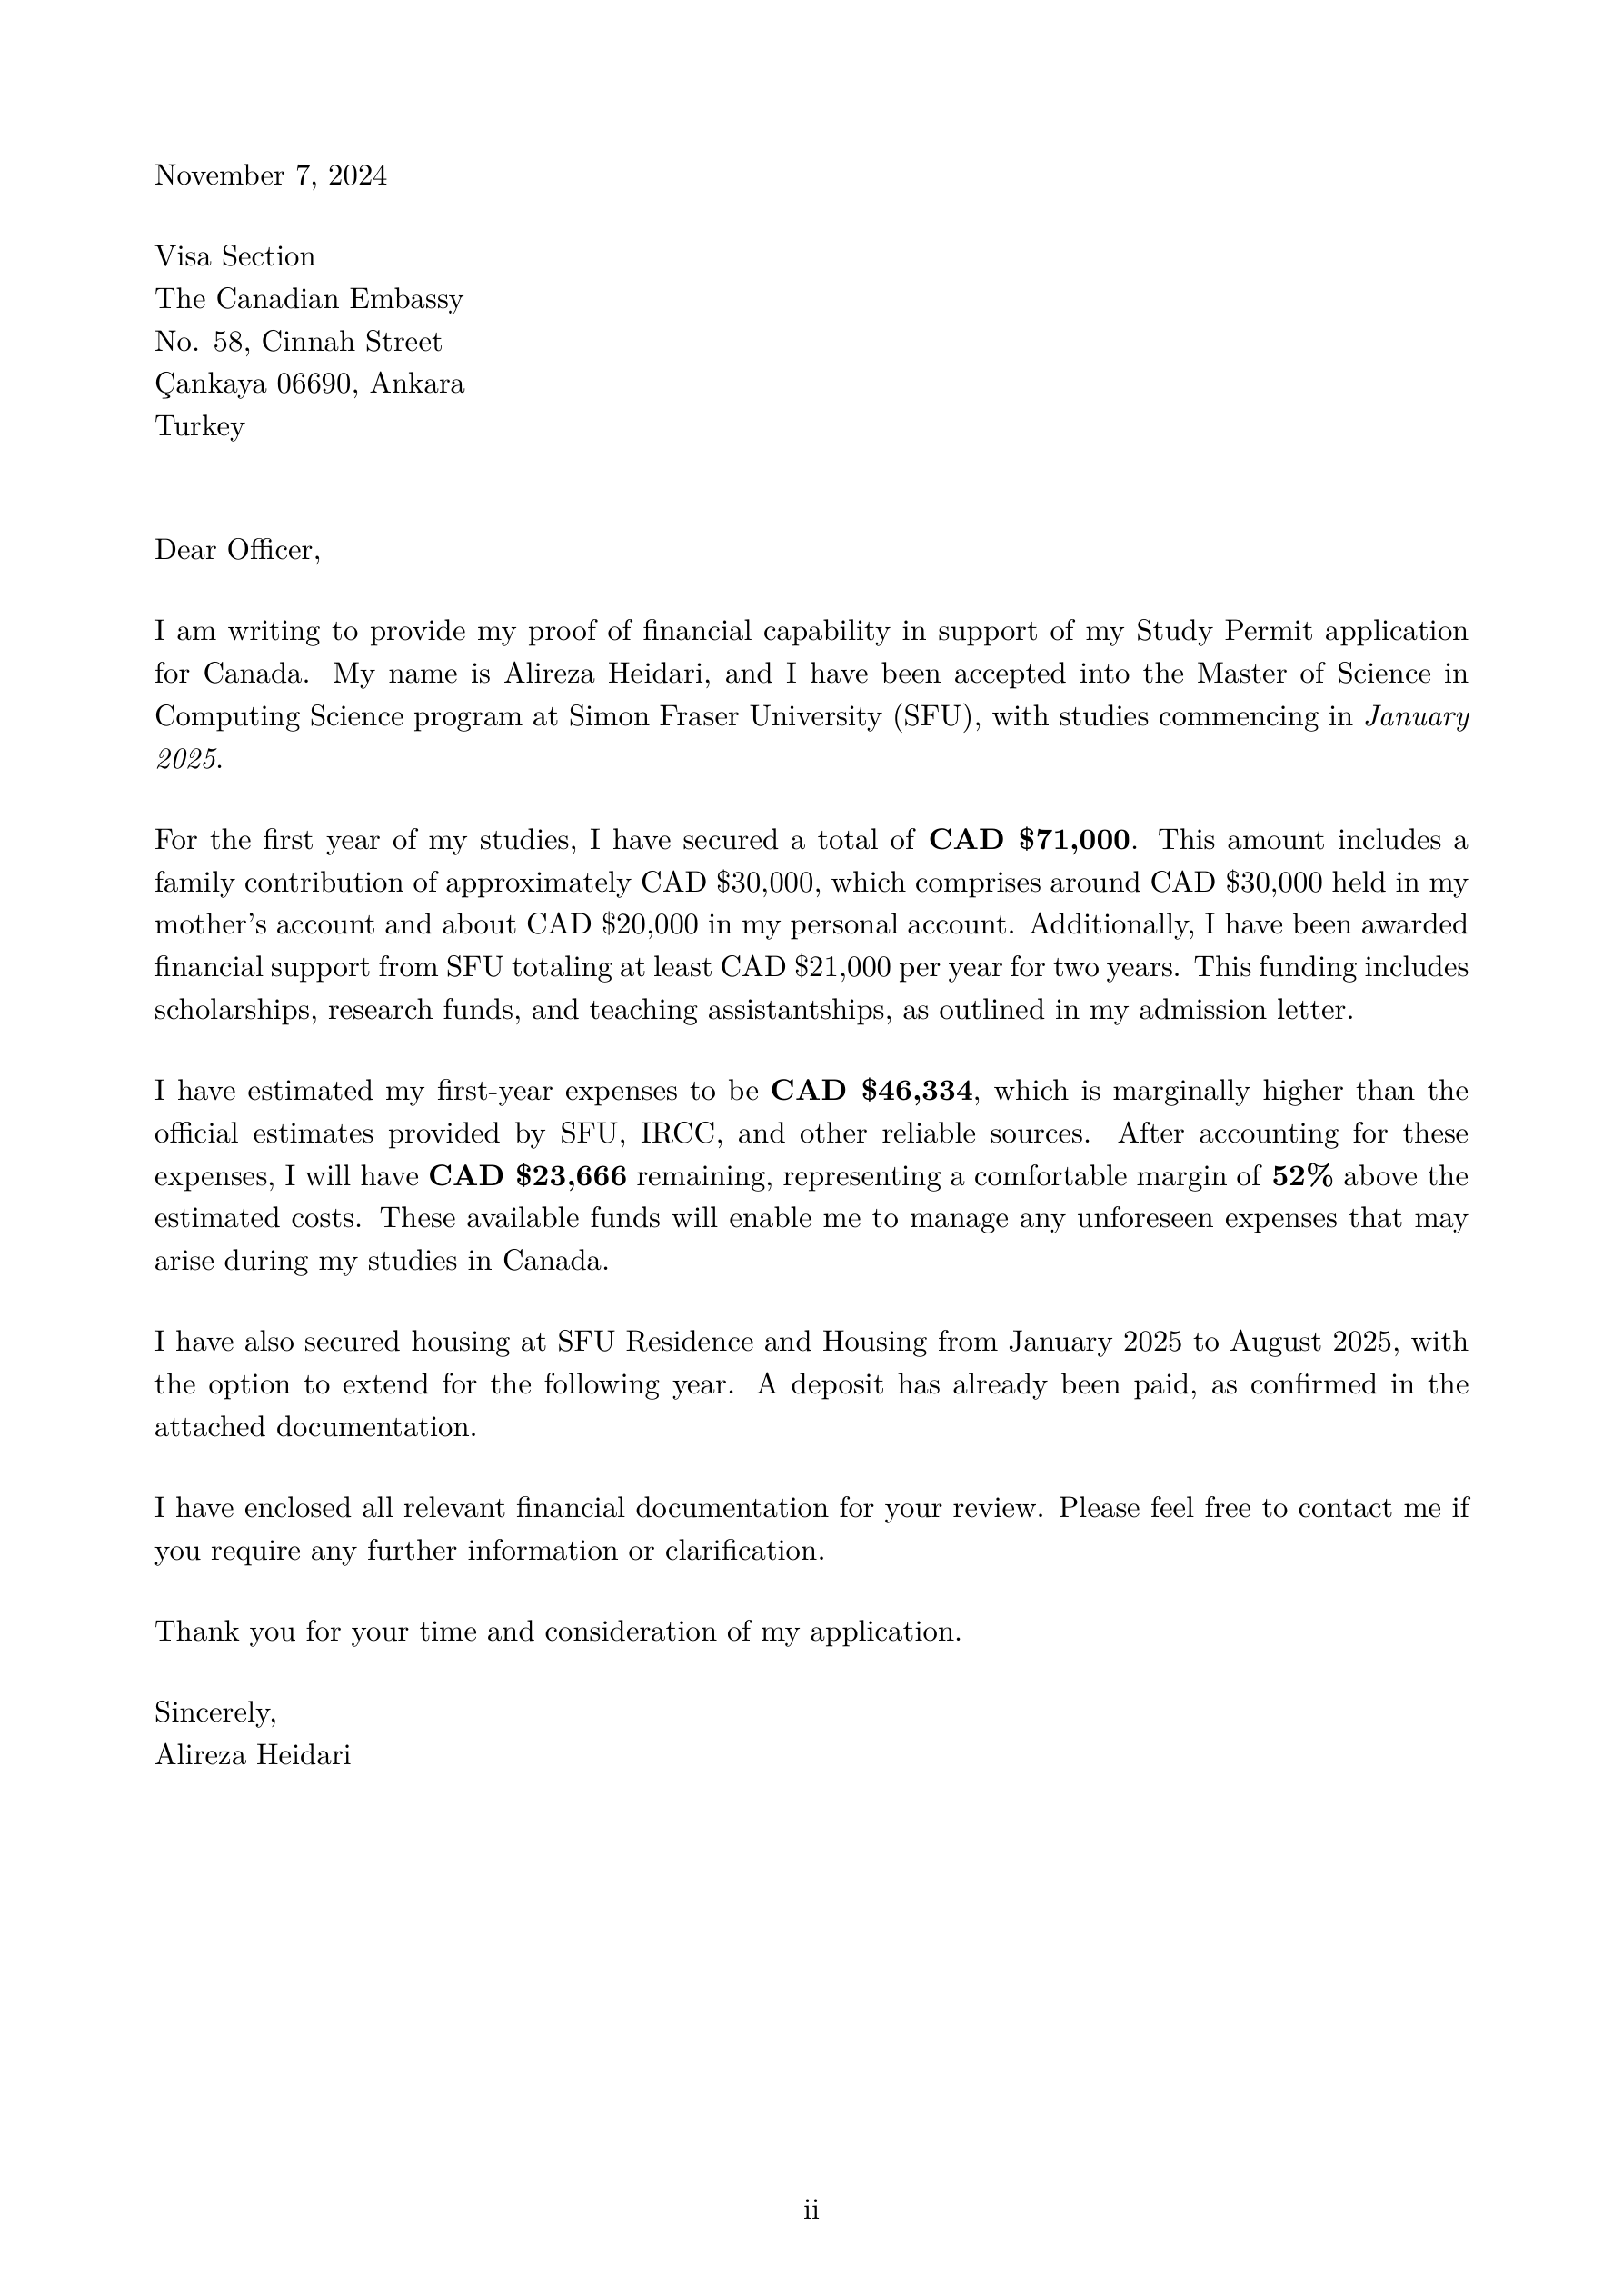 November 7, 2024
Visa Section
The Canadian Embassy
No. 58, Cinnah Street
Çankaya 06690, Ankara
Turkey
Dear Officer,
I am writing to provide my proof of financial capability in support of my Study Permit application
for Canada. My name is Alireza Heidari, and I have been accepted into the Master of Science in
Computing Science program at Simon Fraser University (SFU), with studies commencing in January
2025.
For the first year of my studies, I have secured a total of CAD $71,000. This amount includes a
family contribution of approximately CAD $30,000, which comprises around CAD $30,000 held in my
mother's account and about CAD $20,000 in my personal account. Additionally, I have been awarded
financial support from SFU totaling at least CAD $21,000 per year for two years. This funding includes
scholarships, research funds, and teaching assistantships, as outlined in my admission letter.
I have estimated my first-year expenses to be CAD $46,334, which is marginally higher than the
official estimates provided by SFU, IRCC, and other reliable sources. After accounting for these
expenses, I will have CAD $23,666 remaining, representing a comfortable margin of 52% above the
estimated costs. These available funds will enable me to manage any unforeseen expenses that may
arise during my studies in Canada.
I have also secured housing at SFU Residence and Housing from January 2025 to August 2025, with
the option to extend for the following year. A deposit has already been paid, as confirmed in the
attached documentation.
I have enclosed all relevant financial documentation for your review. Please feel free to contact me if
you require any further information or clarification.
Thank you for your time and consideration of my application.
Sincerely,
Alireza Heidari
ii